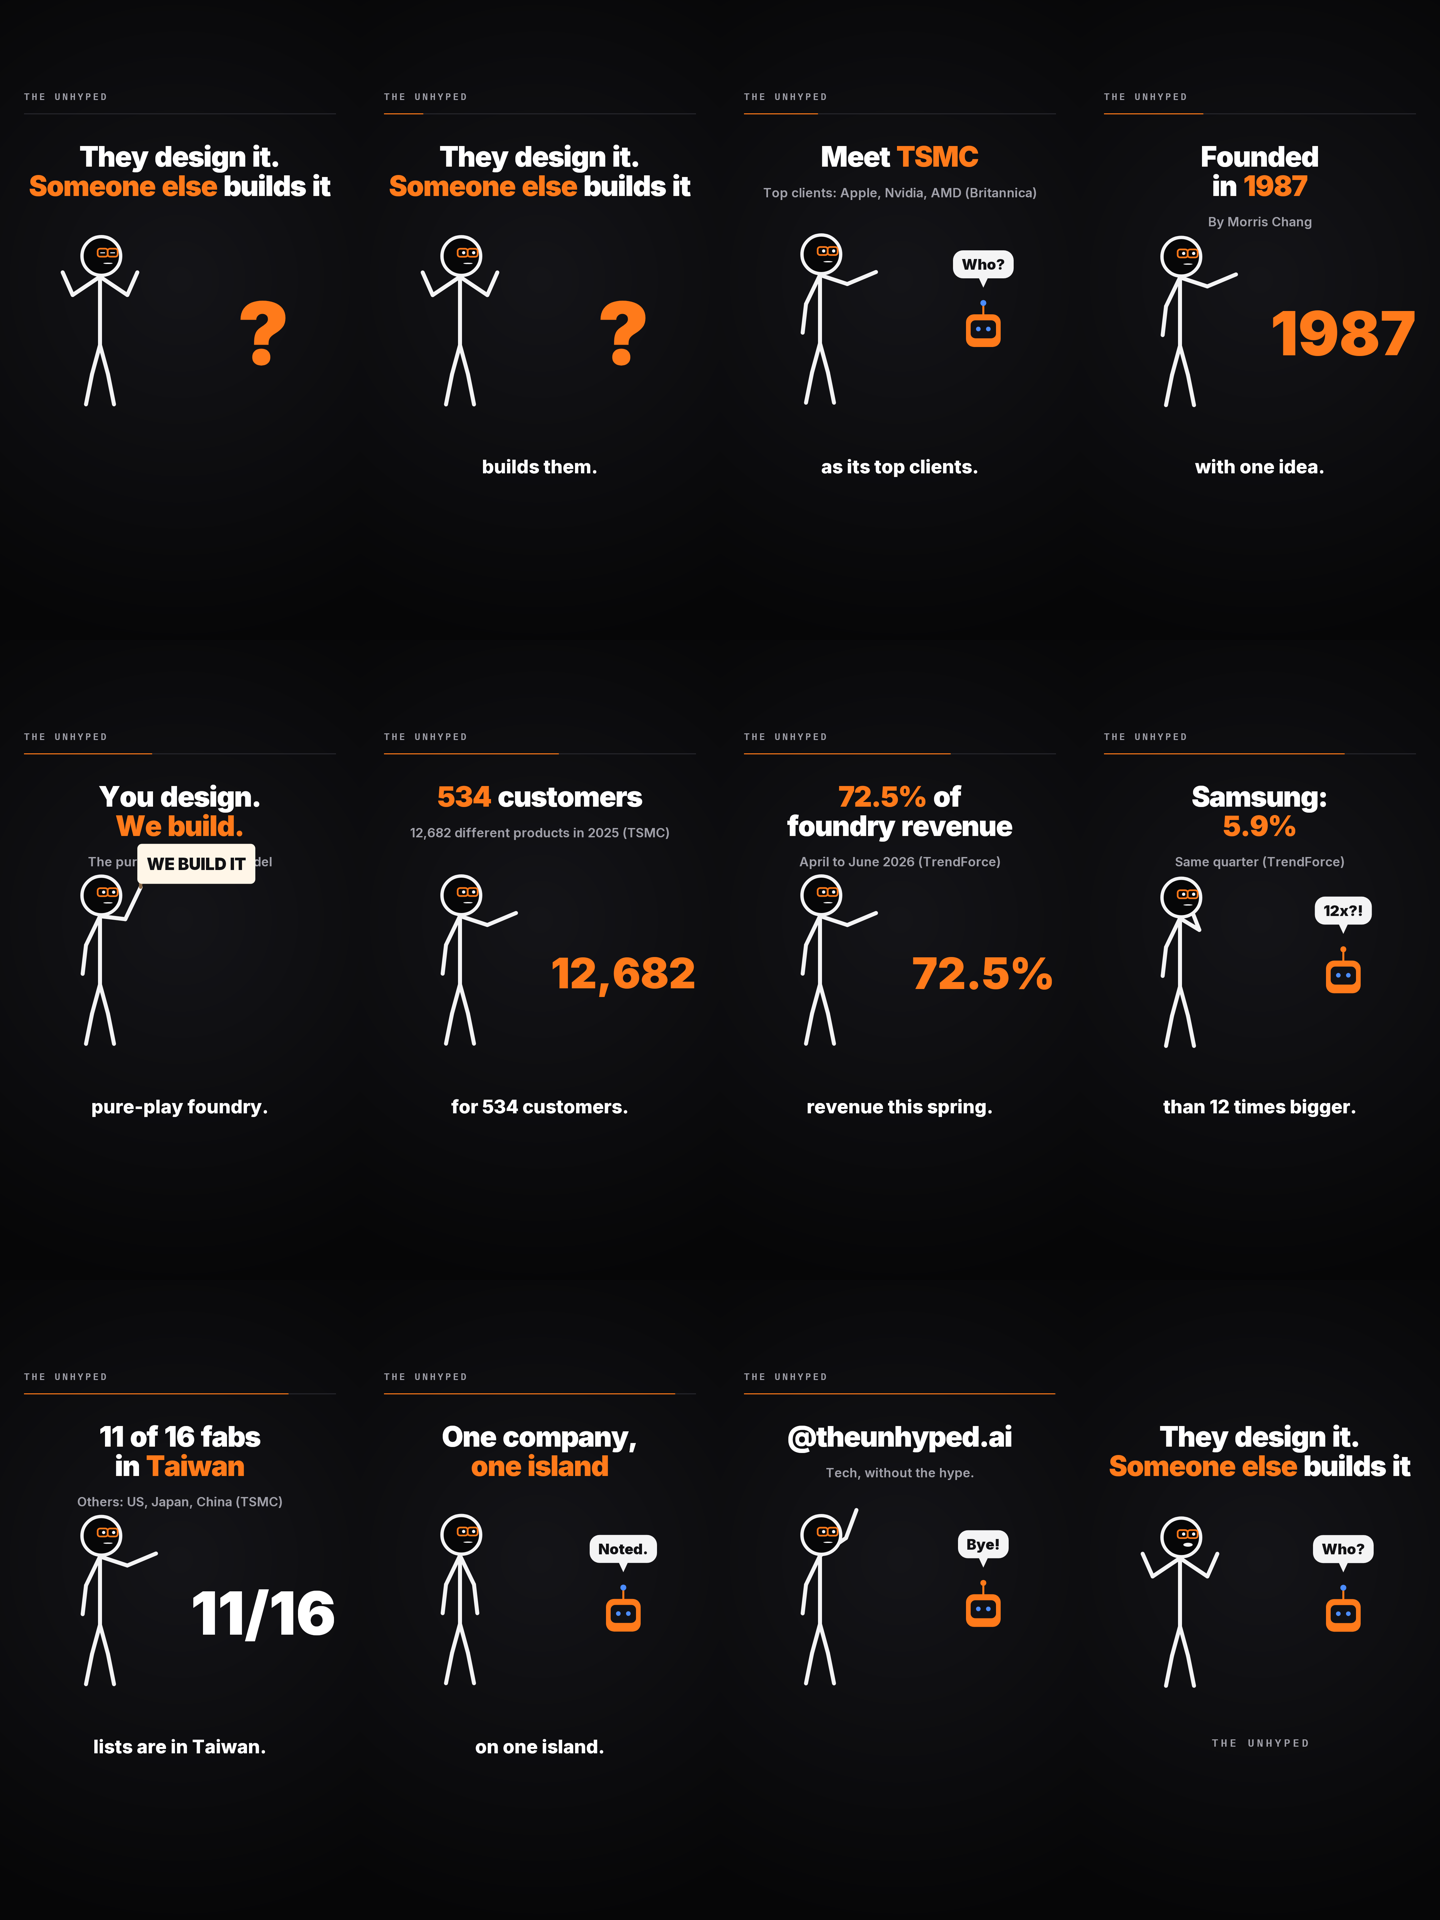 THE UNHYPED
They design it.
Someone else builds it
?
THE UNHYPED
They design it.
Someone else builds it
?
builds them.
THE UNHYPED
Meet TSMC
Top clients: Apple, Nvidia, AMD (Britannica)
Who?
as its top clients.
THE UNHYPED
Founded
in 1987
By Morris Chang
1987
with one idea.
THE UNHYPED
You design.
We build.
The
WE BUILD IT
pure-play foundry.
THE UNHYPED
534 customers
12,682 different products in 2025 (TSMC)
12,682
for 534 customers.
THE UNHYPED
72.5% of
foundry revenue
April to June 2026 (TrendForce)
72.5%
revenue this spring.
THE UNHYPED
Samsung:
5.9%
Same quarter (TrendForce)
12x?!
than 12 times bigger.
THE UNHYPED
11 of 16 fabs
in Taiwan
Others: US, Japan, China (TSMC)
11/16
lists are in Taiwan.
THE UNHYPED
One company,
one island
Noted.
on one island.
THE UNHYPED
@theunhyped.ai
Tech, without the hype.
Bye!
They design it.
Someone else builds it
Who?
THE UNHYPED